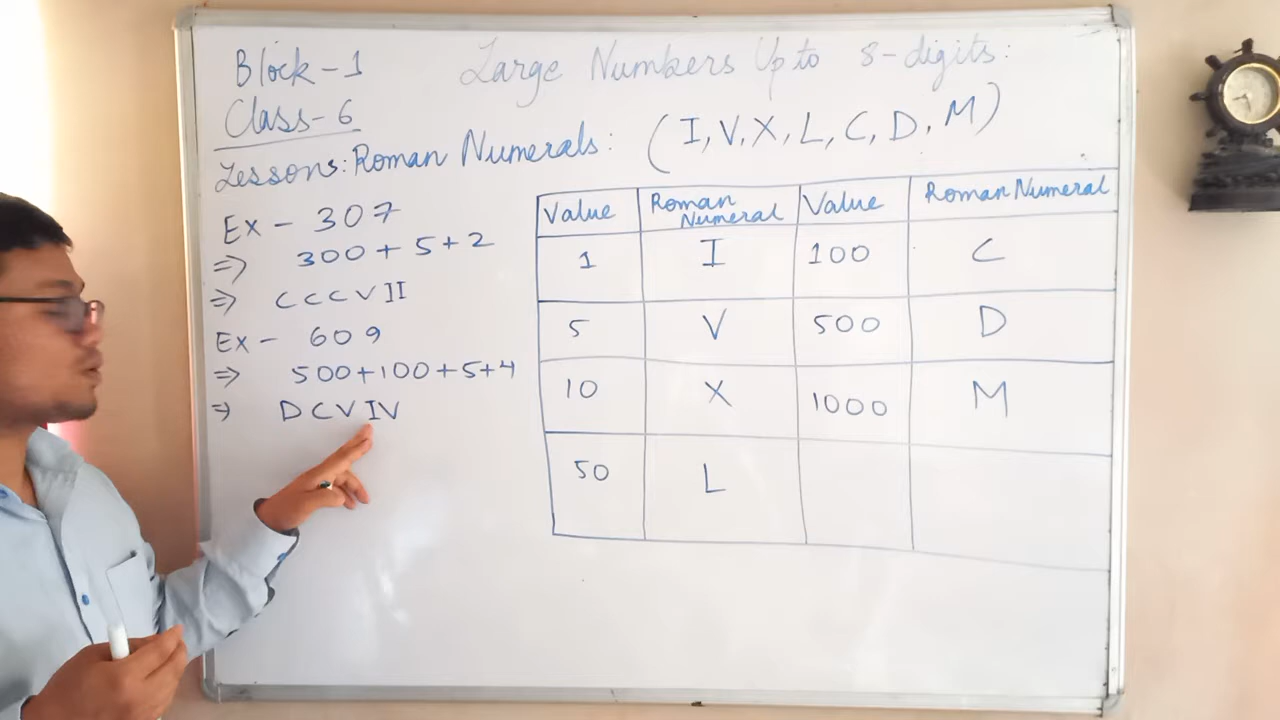 Block-1
Large Numbers Up to 8-digits:
Class-6
Lessons: Roman Numerals: (I, V, X, L, C, D, M)
Ex - 307
⇒ 300 + 5 + 2
⇒ CCCVII
Ex - 609
⇒ 500+100+5+4
⇒ DCVIV
Value Roman Numeral Value Roman Numeral
1 I 100 C
5 V 500 D
10 X 1000 M
50 L